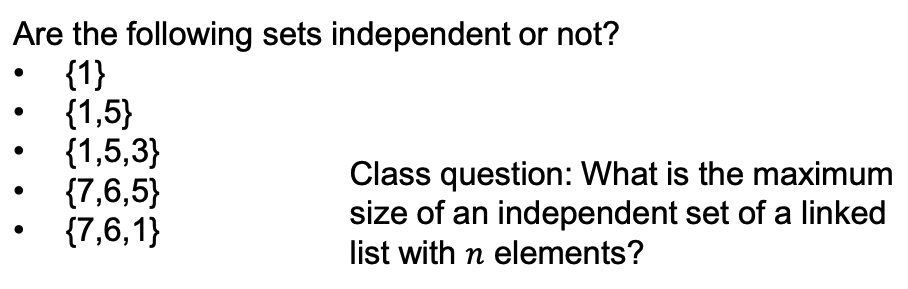 Are the following sets independent or not?
• {1}
• {1,5}
• {1,5,3}
• {7,6,5}
• {7,6,1}
Class question: What is the maximum
size of an independent set of a linked
list with n elements?